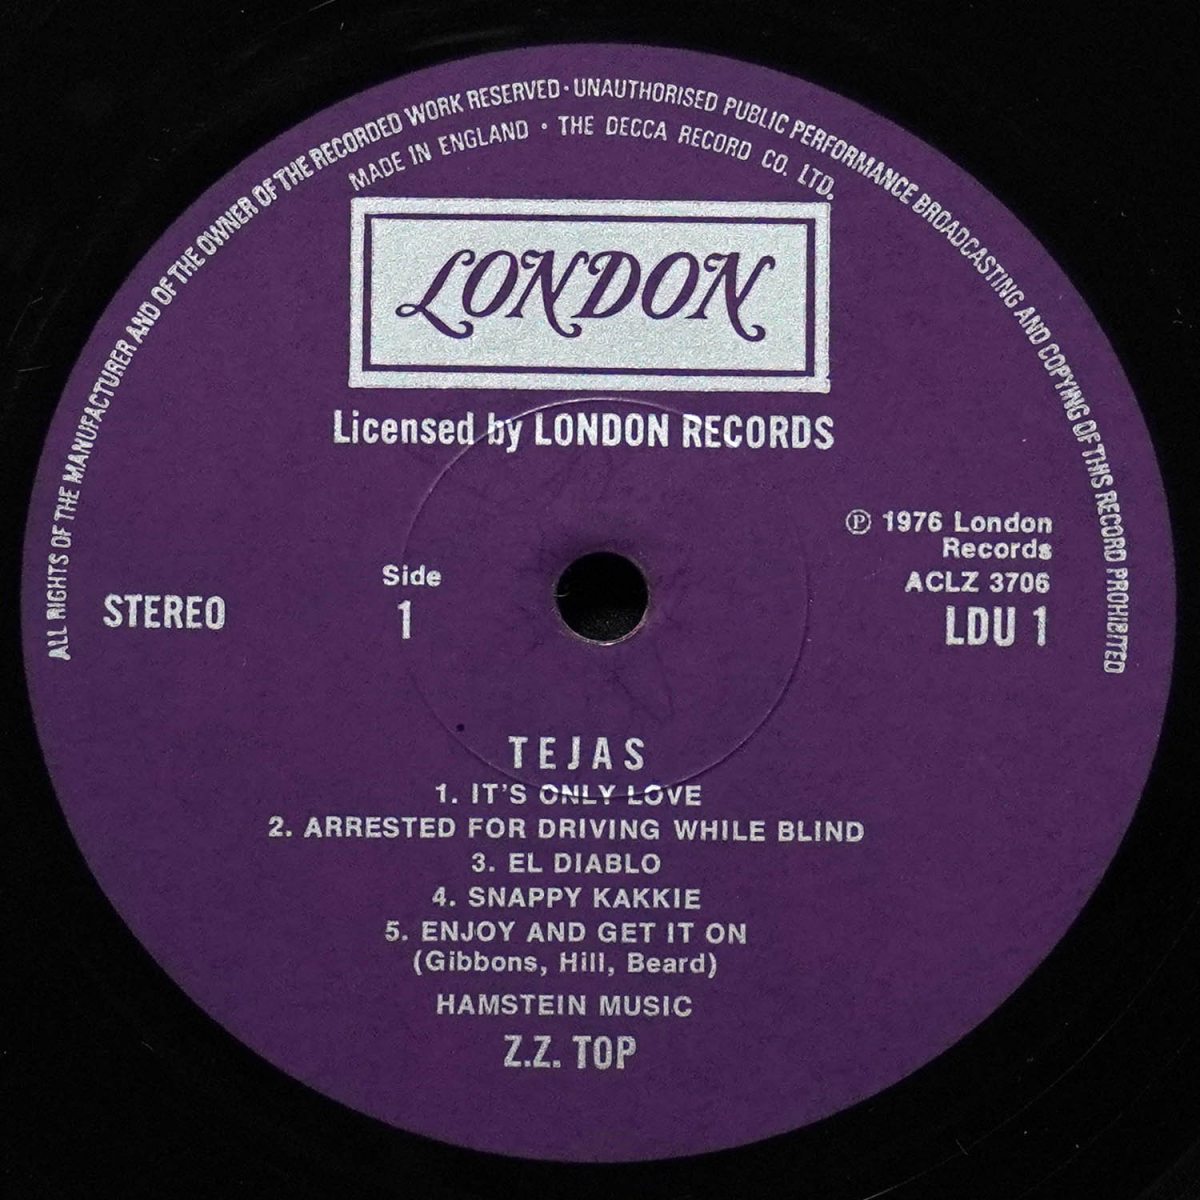 ALL RIGHTS OF THE MANUFACTURER AND OF THE OWNER OF THE RECORDED WORK RESERVED · UNAUTHORISED PUBLIC PERFORMANCE BROADCASTING AND COPYING OF THIS RECORD PROHIBITED
MADE IN ENGLAND · THE DECCA RECORD CO. LTD.
LONDON
Licensed by LONDON RECORDS
℗ 1976 London
Records
ACLZ 3706
LDU 1
Side
1
STEREO
TEJAS
1. IT'S ONLY LOVE
2. ARRESTED FOR DRIVING WHILE BLIND
3. EL DIABLO
4. SNAPPY KAKKIE
5. ENJOY AND GET IT ON
(Gibbons, Hill, Beard)
HAMSTEIN MUSIC
Z.Z. TOP